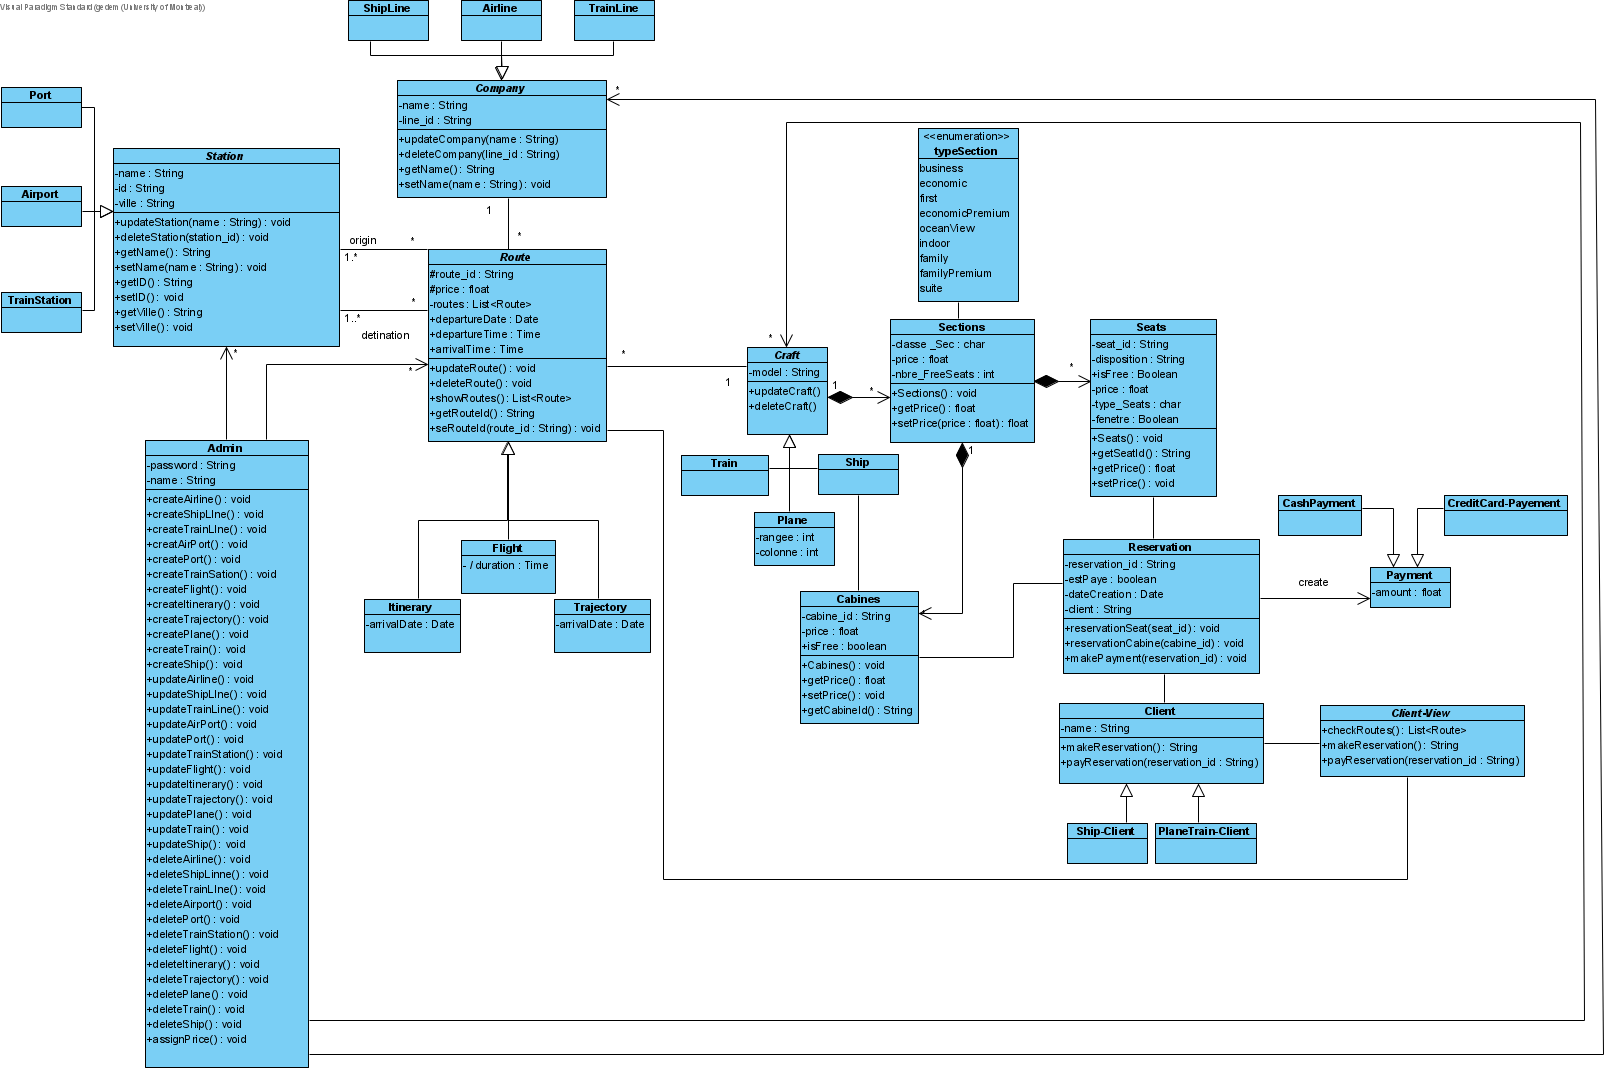 Visual Paradigm Standard (gedem (University of Montreal))
ShipLine
Airline
TrainLine
Company
-name : String
-line_id : String
+updateCompany(name : String)
+deleteCompany(line_id : String)
+getName() : String
+setName(name : String) : void
*
1
*
Port
Airport
TrainStation
Station
-name : String
-id : String
-ville : String
+updateStation(name : String) : void
+deleteStation(station_id) : void
+getName() : String
+setName(name : String) : void
+getID() : String
+setID() : void
+getVille() : String
+setVille() : void
origin
*
1.*
*
1..*
detination
*
*
Route
#route_id : String
#price : float
-routes : List<Route>
+departureDate : Date
+departureTime : Time
+arrivalTime : Time
+updateRoute() : void
+deleteRoute() : void
+showRoutes() : List<Route>
+getRouteId() : String
+seRouteId(route_id : String) : void
*
1
*
Craft
-model : String
+updateCraft()
+deleteCraft()
1
*
<<enumeration>>
typeSection
business
economic
first
economicPremium
oceanView
indoor
family
familyPremium
suite
Sections
-classe _Sec : char
-price : float
-nbre_FreeSeats : int
+Sections() : void
+getPrice() : float
+setPrice(price : float) : float
*
1
Seats
-seat_id : String
-disposition : String
+isFree : Boolean
-price : float
-type_Seats : char
-fenetre : Boolean
+Seats() : void
+getSeatId() : String
+getPrice() : float
+setPrice() : void
Train
Ship
Plane
-rangee : int
-colonne : int
Cabines
-cabine_id : String
-price : float
+isFree : boolean
+Cabines() : void
+getPrice() : float
+setPrice() : void
+getCabineId() : String
Flight
- / duration : Time
Itinerary
-arrivalDate : Date
Trajectory
-arrivalDate : Date
Reservation
-reservation_id : String
-estPaye : boolean
-dateCreation : Date
-client : String
+reservationSeat(seat_id) : void
+reservationCabine(cabine_id) : void
+makePayment(reservation_id) : void
create
CashPayment
CreditCard-Payement
Payment
-amount : float
Client
-name : String
+makeReservation() : String
+payReservation(reservation_id : String)
Client-View
+checkRoutes() : List<Route>
+makeReservation() : String
+payReservation(reservation_id : String)
Ship-Client
PlaneTrain-Client
Admin
-password : String
-name : String
+createAirline() : void
+createShipLIne() : void
+createTrainLIne() : void
+creatAirPort() : void
+createPort() : void
+createTrainSation() : void
+createFlight() : void
+createItinerary() : void
+createTrajectory() : void
+createPlane() : void
+createTrain() : void
+createShip() : void
+updateAirline() : void
+updateShipLIne() : void
+updateTrainLine() : void
+updateAirPort() : void
+updatePort() : void
+updateTrainStation() : void
+updateFlight() : void
+updateItinerary() : void
+updateTrajectory() : void
+updatePlane() : void
+updateTrain() : void
+updateShip() : void
+deleteAirline() : void
+deleteShipLinne() : void
+deleteTrainLIne() : void
+deleteAirport() : void
+deletePort() : void
+deleteTrainStation() : void
+deleteFlight() : void
+deleteItinerary() : void
+deleteTrajectory() : void
+deletePlane() : void
+deleteTrain() : void
+deleteShip() : void
+assignPrice() : void